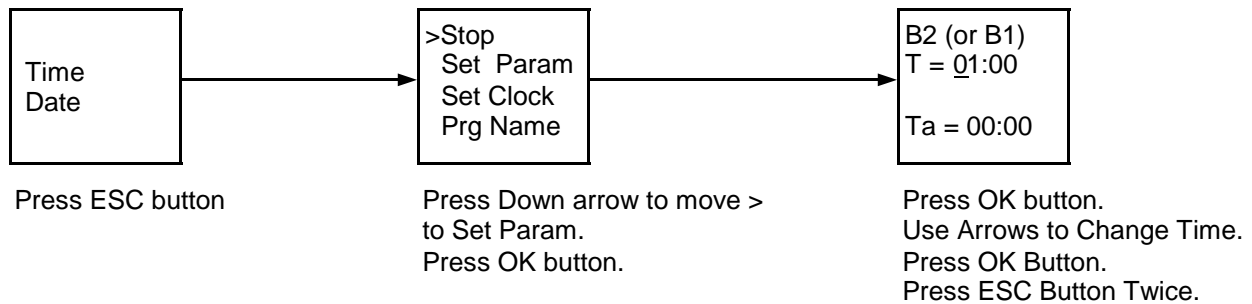 Time
Date
>Stop
Set Param
Set Clock
Prg Name
B2 (or B1)
T = 01:00
Ta = 00:00
Press ESC button
Press Down arrow to move >
to Set Param.
Press OK button.
Press OK button.
Use Arrows to Change Time.
Press OK Button.
Press ESC Button Twice.